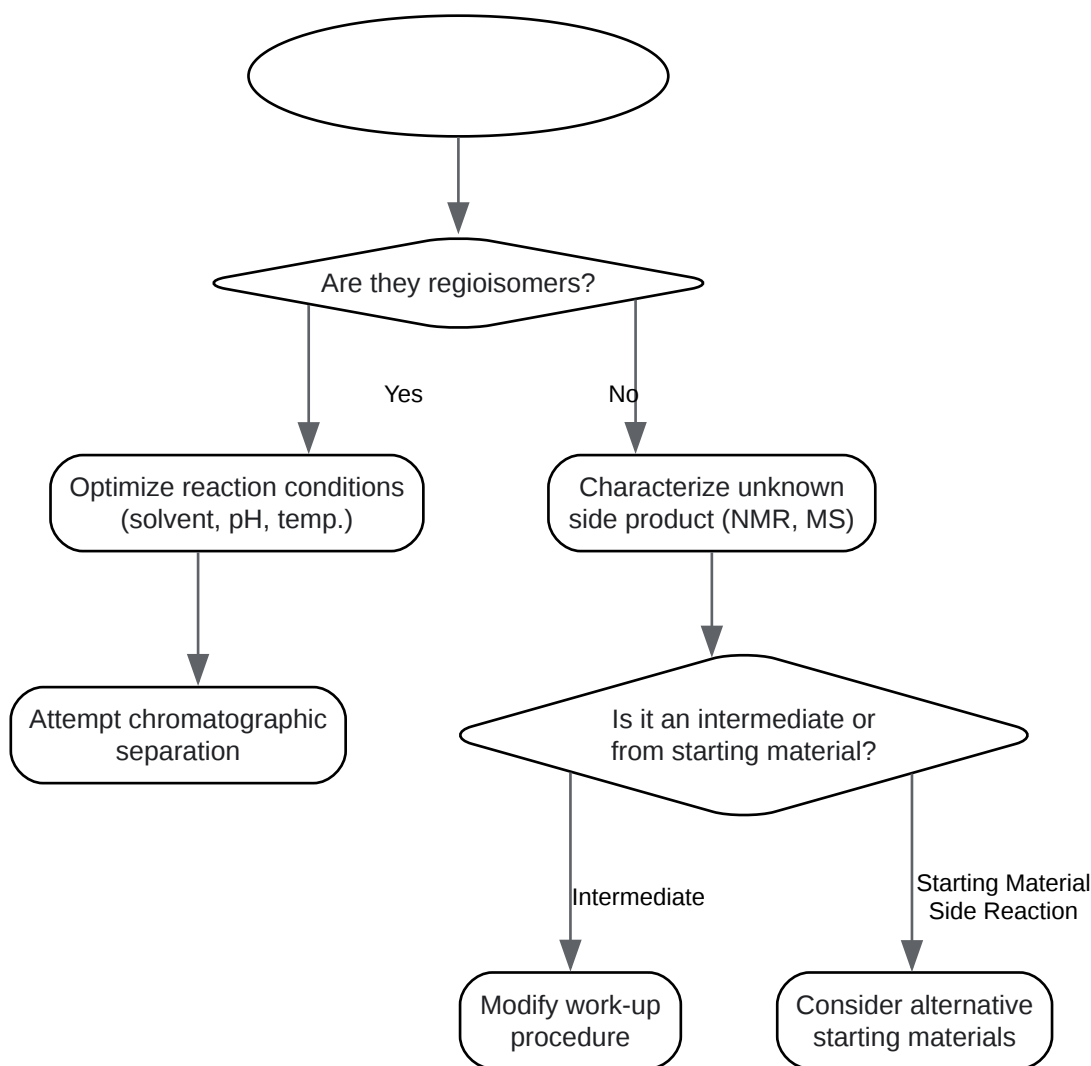 Are they regioisomers?
Yes
No
Optimize reaction conditions
(solvent, pH, temp.)
Characterize unknown
side product (NMR, MS)
Attempt chromatographic
separation
Is it an intermediate or
from starting material?
Intermediate
Starting Material
Side Reaction
Modify work-up
procedure
Consider alternative
starting materials